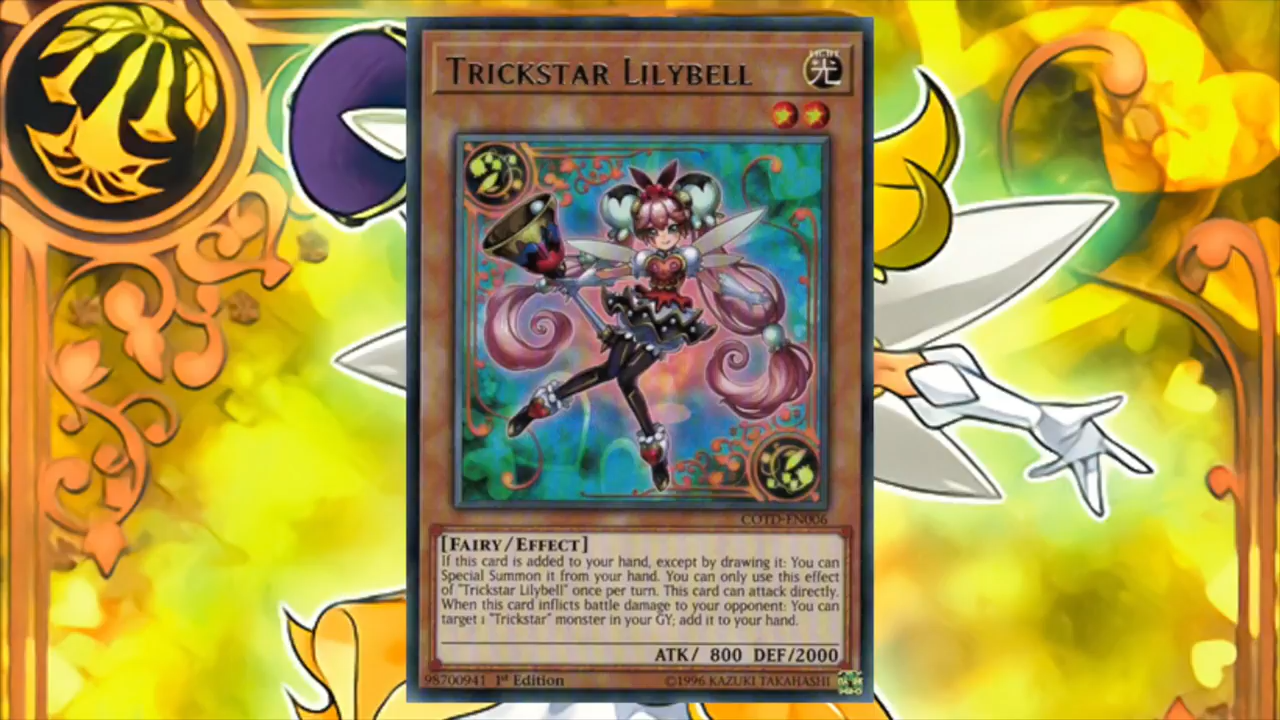 TRICKSTAR LILYBELL
LIGHT
光
COTD-EN006
[FAIRY/EFFECT]
If this card is added to your hand, except by drawing it: You can
Special Summon it from your hand. You can only use this effect
of "Trickstar Lilybell" once per turn. This card can attack directly.
When this card inflicts battle damage to your opponent: You can
target 1 "Trickstar" monster in your GY; add it to your hand.
ATK/ 800 DEF/2000
98700941 1st Edition ©1996 KAZUKI TAKAHASHI